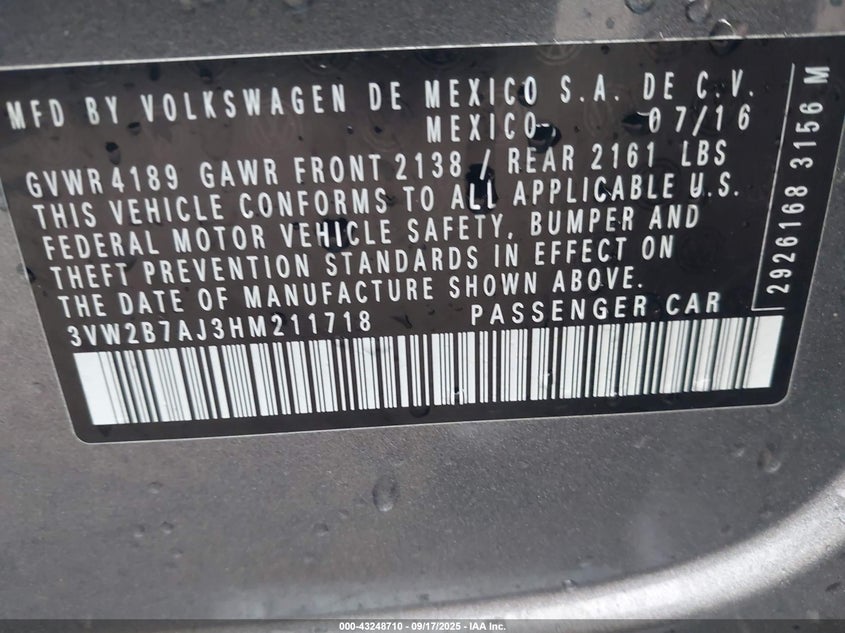 MFD BY VOLKSWAGEN DE MEXICO S.A. DE C.V.
MEXICO 07/16
GVWR 4189 GAWR FRONT 2138 / REAR 2161 LBS
THIS VEHICLE CONFORMS TO ALL APPLICABLE U.S.
FEDERAL MOTOR VEHICLE SAFETY, BUMPER AND
THEFT PREVENTION STANDARDS IN EFFECT ON
THE DATE OF MANUFACTURE SHOWN ABOVE.
3VW2B7AJ3HM211718 PASSENGER CAR
2926168 3156 M
000-43248710 - 09/17/2025 - IAA Inc.